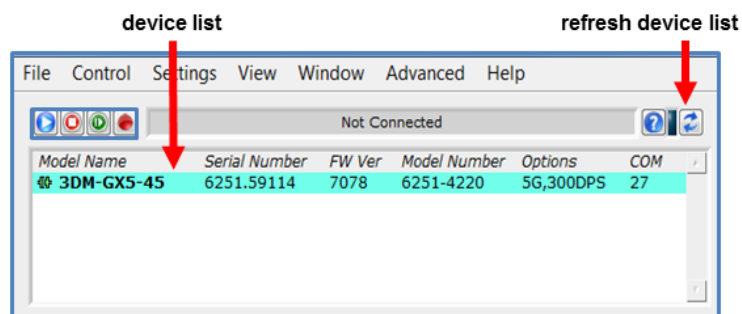 device list refresh device list
File Control Settings View Window Advanced Help
Not Connected
Model Name Serial Number FW Ver Model Number Options COM
3DM-GX5-45 6251.59114 7078 6251-4220 5G,300DPS 27